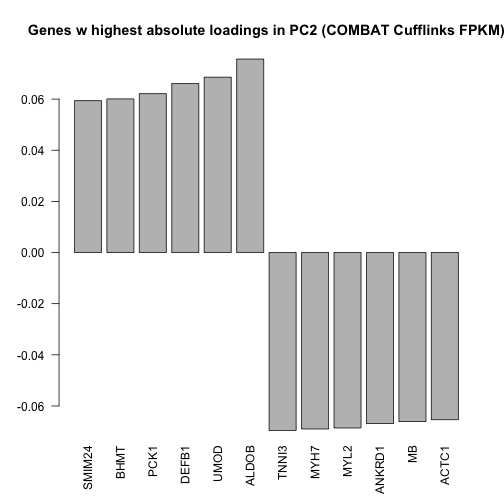 Genes w highest absolute loadings in PC2 (COMBAT Cufflinks FPKM)
0.06
0.04
0.02
0.00
-0.02
-0.04
-0.06
SMIM24
BHMT
PCK1
DEFB1
UMOD
ALDOB
TNNI3
MYH7
MYL2
ANKRD1
MB
ACTC1